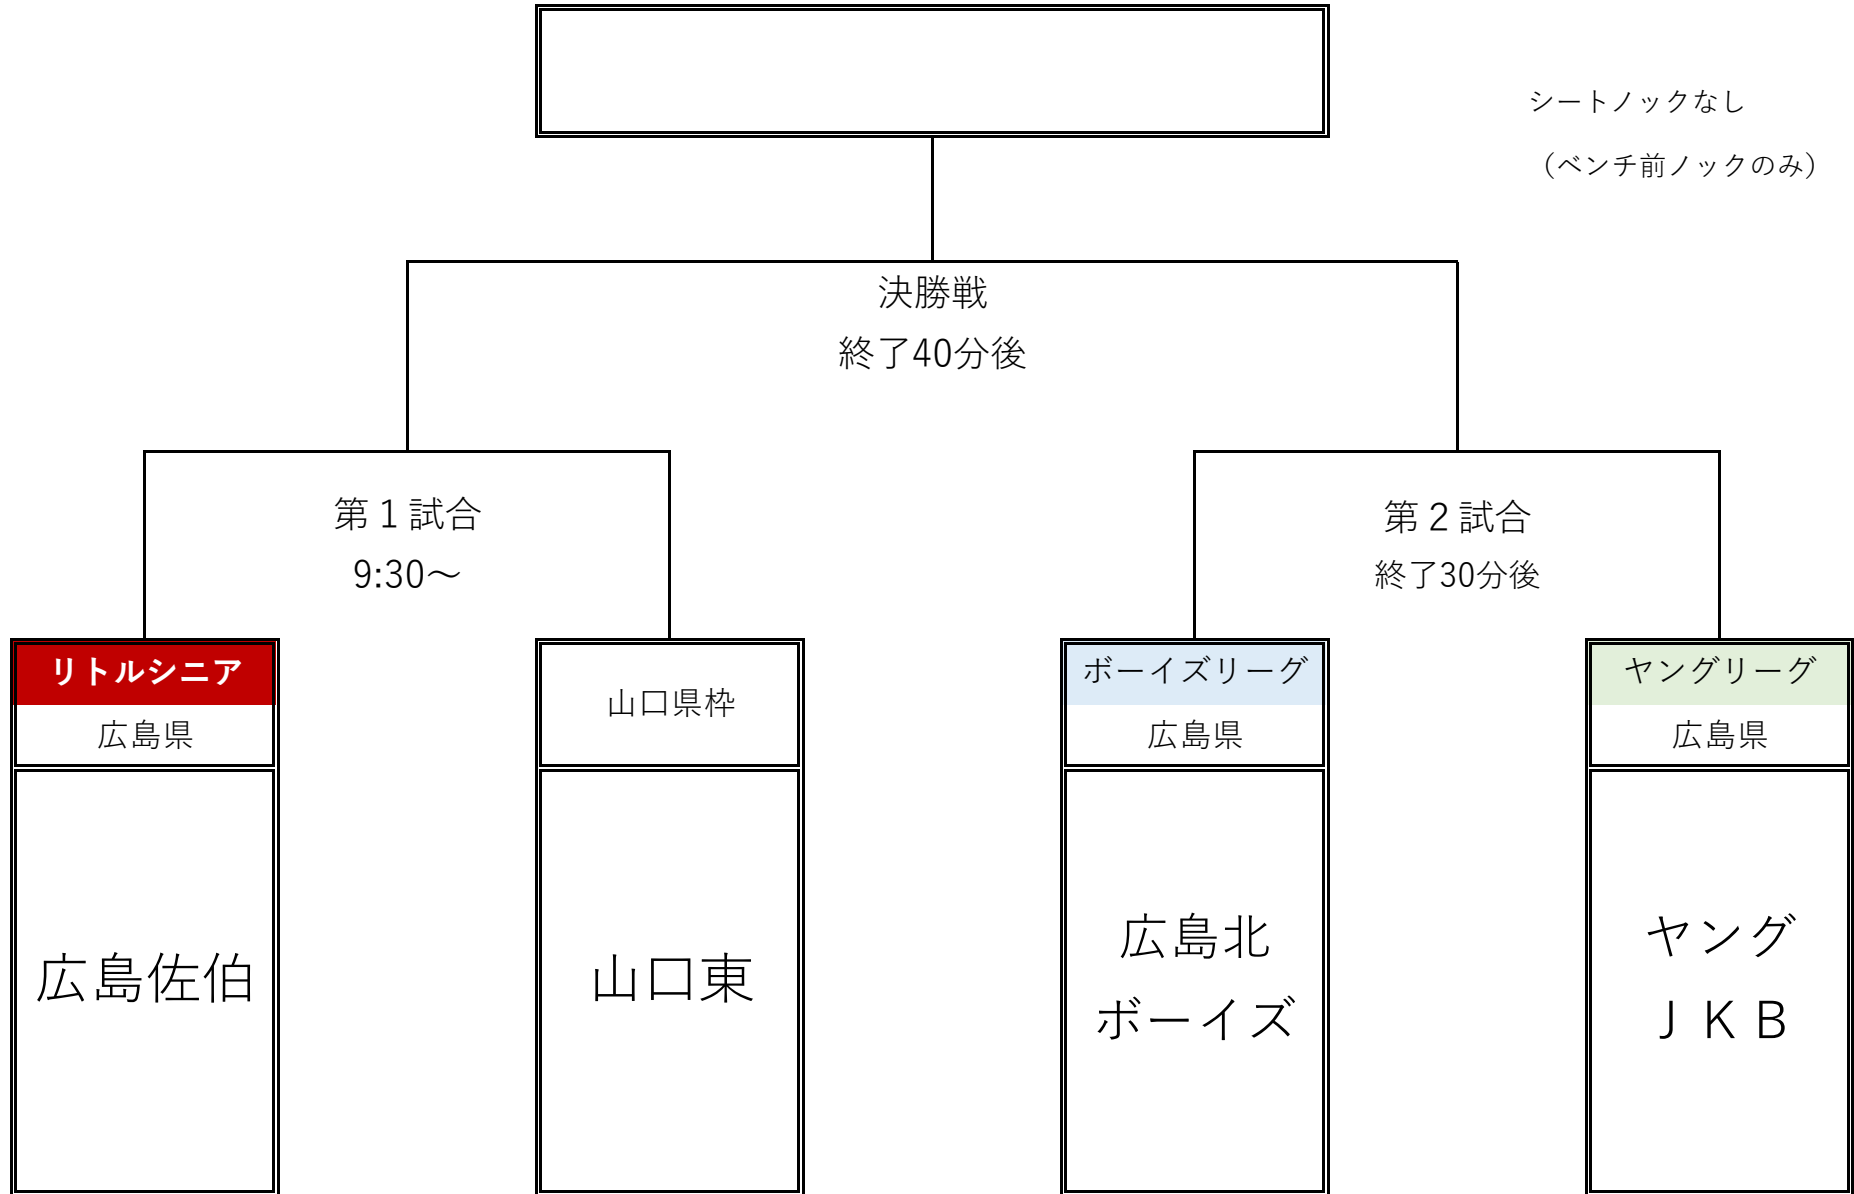 シートノックなし
（ベンチ前ノックのみ）
決勝戦
終了40分後
第１試合
9:30～
第２試合
終了30分後
リトルシニア
広島県
山口県枠
ボーイズリーグ
広島県
ヤングリーグ
広島県
広島佐伯
山口東
広島北
ボーイズ
ヤング
ＪＫＢ